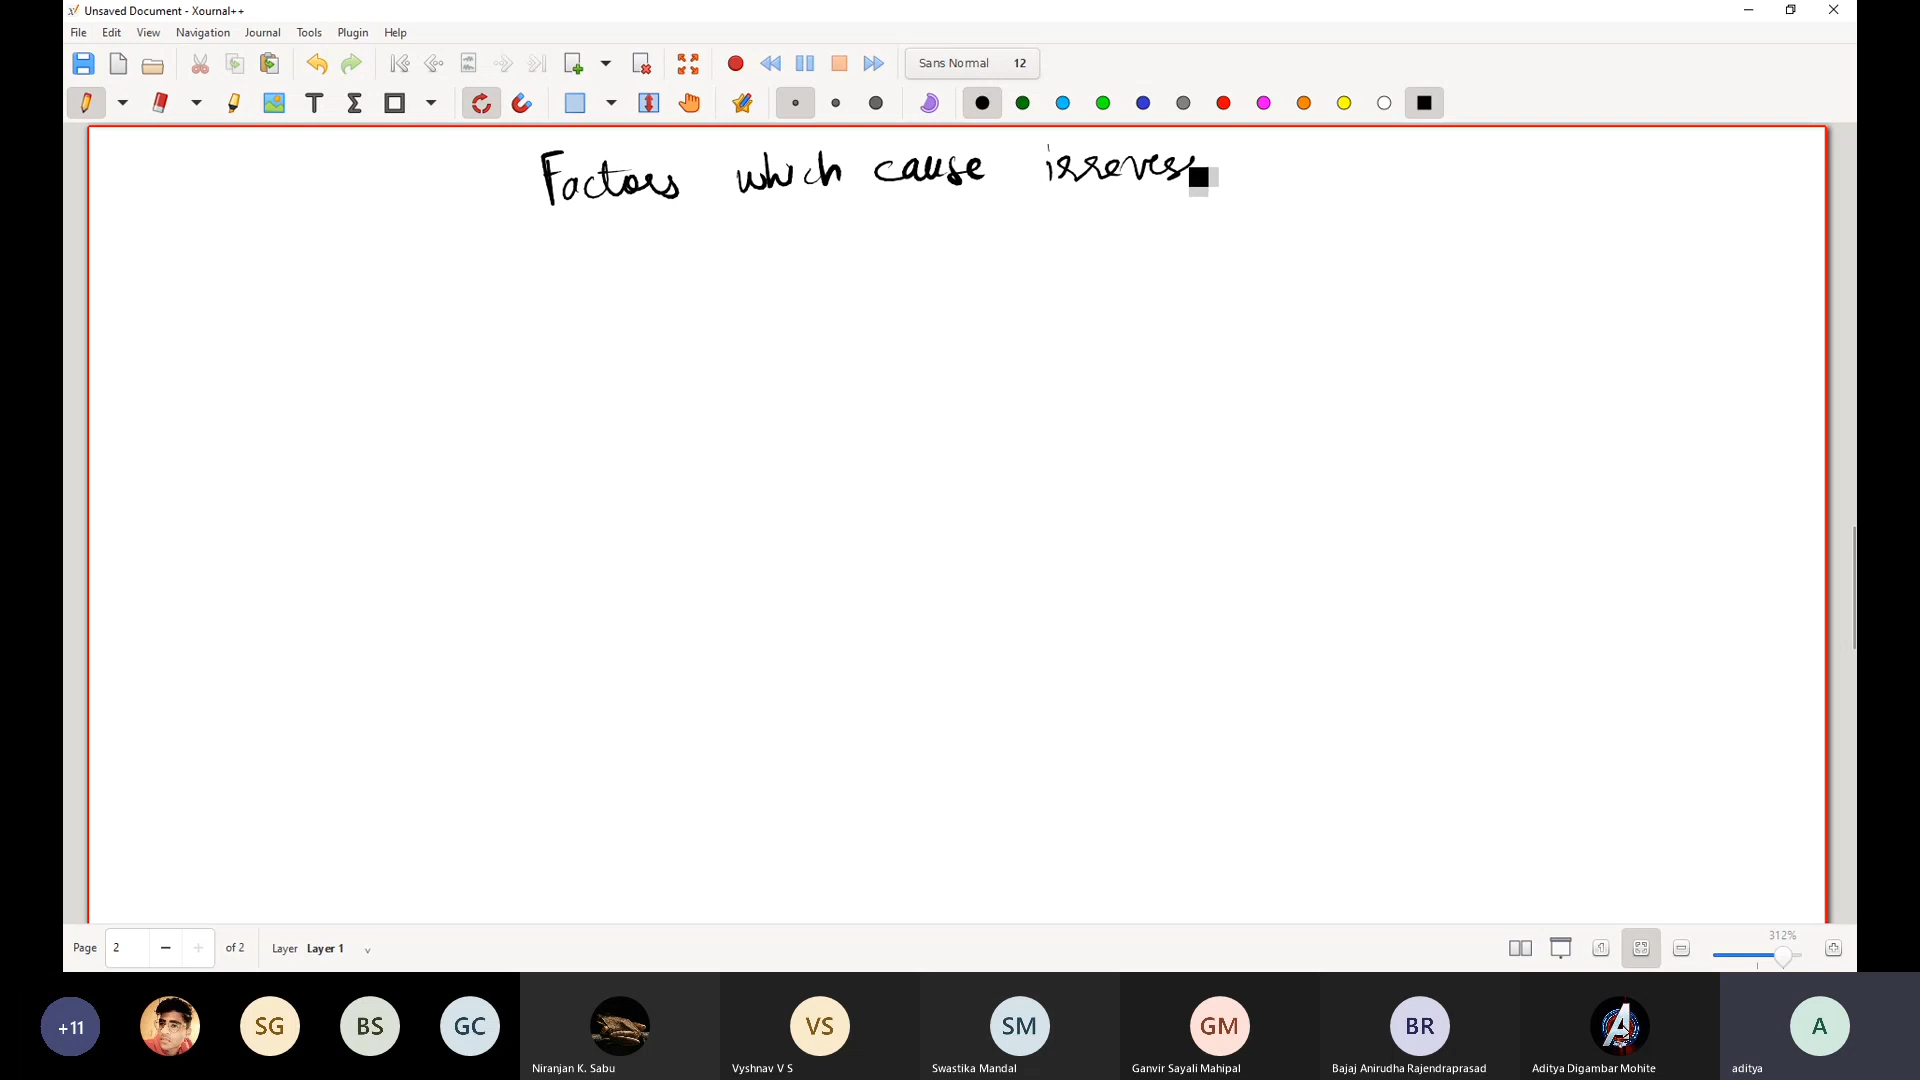 Unsaved Document - Xournal++
File Edit View Navigation Journal Tools Plugin Help
Sans Normal 12
Factors which cause irrevers
Page 2 of 2 Layer Layer 1
312%
+11 SG BS GC VS SM GM BR A
Niranjan K. Sabu Vyshnav V S Swastika Mandal Ganvir Sayali Mahipal Bajaj Anirudha Rajendraprasad Aditya Digambar Mohite aditya